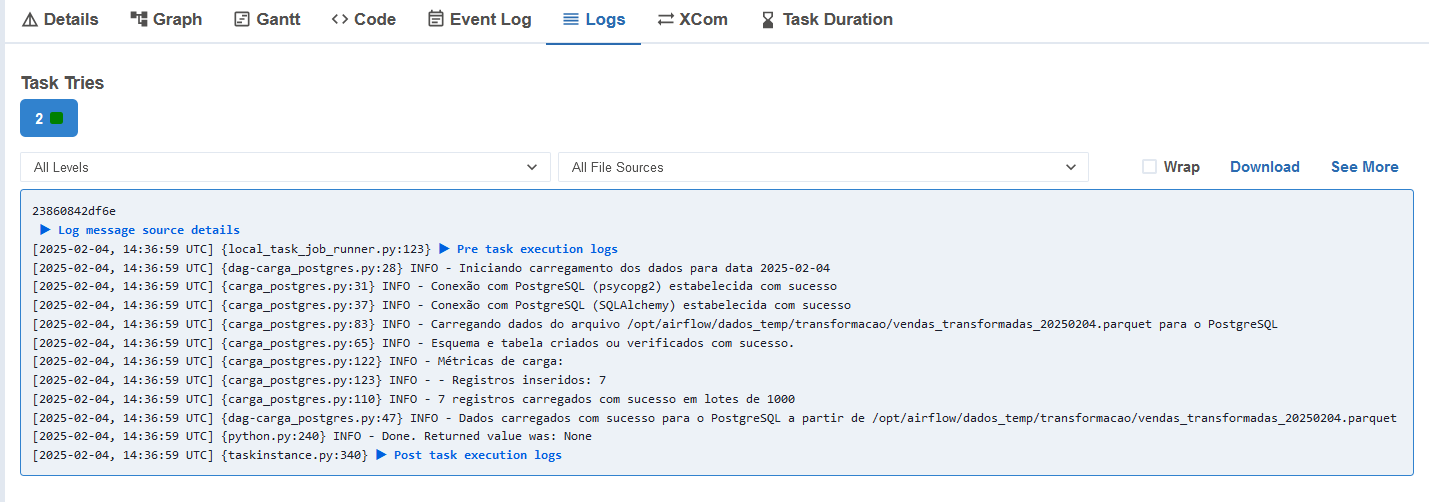 Details Graph Gantt Code Event Log Logs XCom Task Duration
Task Tries
2
All Levels All File Sources Wrap Download See More
23860842df6e
▶ Log message source details
[2025-02-04, 14:36:59 UTC] {local_task_job_runner.py:123} ▶ Pre task execution logs
[2025-02-04, 14:36:59 UTC] {dag-carga_postgres.py:28} INFO - Iniciando carregamento dos dados para data 2025-02-04
[2025-02-04, 14:36:59 UTC] {carga_postgres.py:31} INFO - Conexão com PostgreSQL (psycopg2) estabelecida com sucesso
[2025-02-04, 14:36:59 UTC] {carga_postgres.py:37} INFO - Conexão com PostgreSQL (SQLAlchemy) estabelecida com sucesso
[2025-02-04, 14:36:59 UTC] {carga_postgres.py:83} INFO - Carregando dados do arquivo /opt/airflow/dados_temp/transformacao/vendas_transformadas_20250204.parquet para o PostgreSQL
[2025-02-04, 14:36:59 UTC] {carga_postgres.py:65} INFO - Esquema e tabela criados ou verificados com sucesso.
[2025-02-04, 14:36:59 UTC] {carga_postgres.py:122} INFO - Métricas de carga:
[2025-02-04, 14:36:59 UTC] {carga_postgres.py:123} INFO - - Registros inseridos: 7
[2025-02-04, 14:36:59 UTC] {carga_postgres.py:110} INFO - 7 registros carregados com sucesso em lotes de 1000
[2025-02-04, 14:36:59 UTC] {dag-carga_postgres.py:47} INFO - Dados carregados com sucesso para o PostgreSQL a partir de /opt/airflow/dados_temp/transformacao/vendas_transformadas_20250204.parquet
[2025-02-04, 14:36:59 UTC] {python.py:240} INFO - Done. Returned value was: None
[2025-02-04, 14:36:59 UTC] {taskinstance.py:340} ▶ Post task execution logs